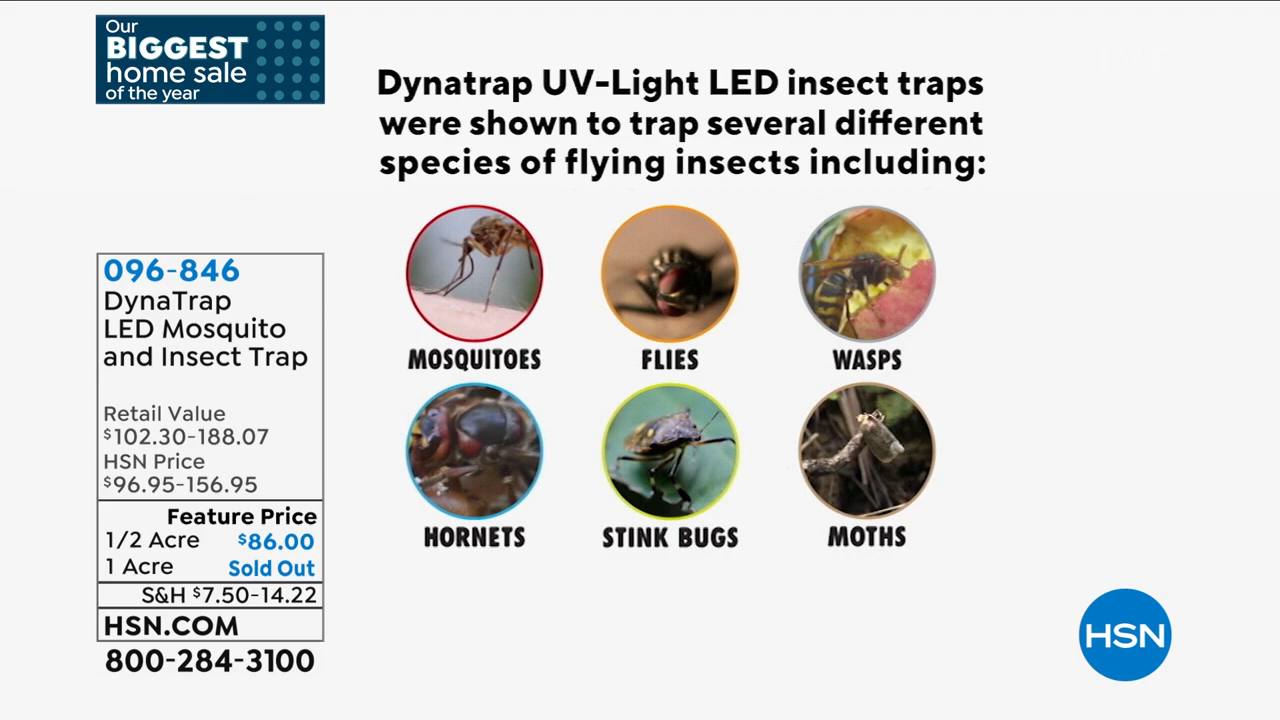 Our
BIGGEST
home sale
of the year
Dynatrap UV-Light LED insect traps
were shown to trap several different
species of flying insects including:
MOSQUITOES
FLIES
WASPS
HORNETS
STINK BUGS
MOTHS
096-846
DynaTrap
LED Mosquito
and Insect Trap
Retail Value
$102.30-188.07
HSN Price
$96.95-156.95
Feature Price
1/2 Acre $86.00
1 Acre Sold Out
S&H $7.50-14.22
HSN.COM
800-284-3100
HSN